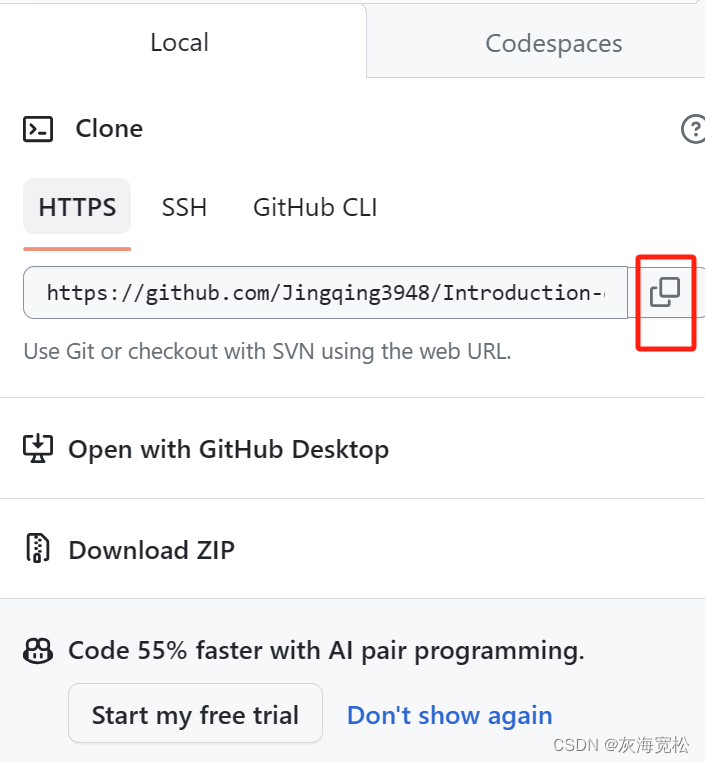 Local
Codespaces
Clone
HTTPS
SSH
GitHub CLI
https://github.com/Jingqing3948/Introduction-
Use Git or checkout with SVN using the web URL.
Open with GitHub Desktop
Download ZIP
Code 55% faster with AI pair programming.
Start my free trial
Don't show again
CSDN @灰海宽松